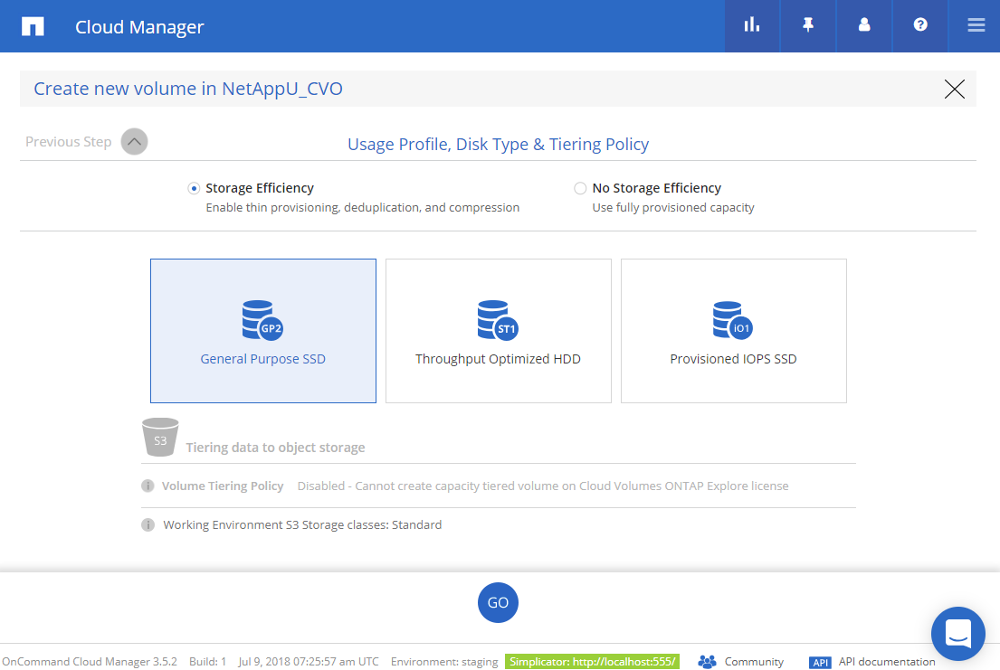 Cloud Manager
Create new volume in NetAppU_CVO
Previous Step
Usage Profile, Disk Type & Tiering Policy
Storage Efficiency
Enable thin provisioning, deduplication, and compression
No Storage Efficiency
Use fully provisioned capacity
GP2
General Purpose SSD
ST1
Throughput Optimized HDD
iO1
Provisioned IOPS SSD
S3
Tiering data to object storage
Volume Tiering Policy Disabled - Cannot create capacity tiered volume on Cloud Volumes ONTAP Explore license
Working Environment S3 Storage classes: Standard
GO
OnCommand Cloud Manager 3.5.2 Build: 1 Jul 9, 2018 07:25:57 am UTC Environment: staging Simplicator: http://localhost:555/ Community API API documentation